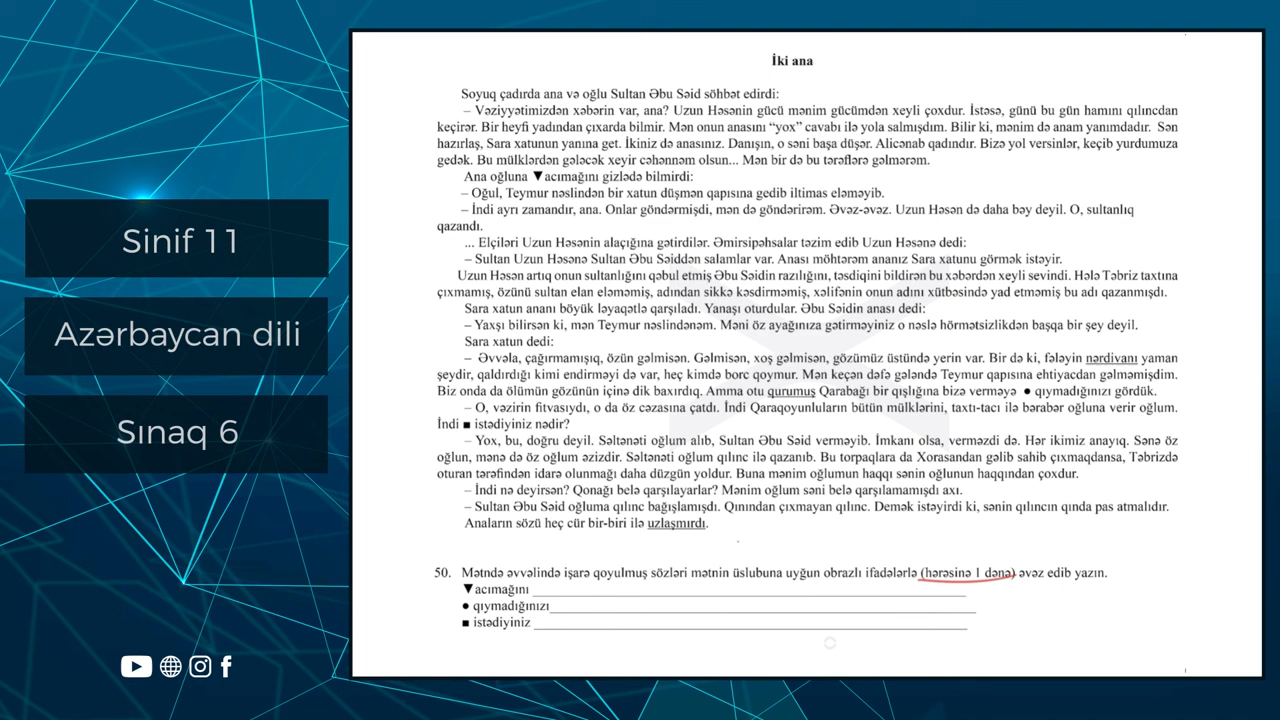 Sinif 11
Azərbaycan dili
Sınaq 6
İki ana
Soyuq çadırda ana və oğlu Sultan Əbu Səid söhbət edirdi:
– Vəziyyətimizdən xəbərin var, ana? Uzun Həsənin gücü mənim gücümdən xeyli çoxdur. İstəsə, günü bu gün hamını qılıncdan
keçirər. Bir heyfi yadından çıxarda bilmir. Mən onun anasını “yox” cavabı ilə yola salmışdım. Bilir ki, mənim də anam yanımdadır. Sən
hazırlaş, Sara xatunun yanına get. İkiniz də anasınız. Danışın, o səni başa düşər. Alicənab qadındır. Bizə yol versinlər, keçib yurdumuza
gedək. Bu mülklərdən gələcək xeyir cəhənnəm olsun... Mən bir də bu tərəflərə gəlmərəm.
Ana oğluna ▼acımağını gizlədə bilmirdi:
– Oğul, Teymur nəslindən bir xatun düşmən qapısına gedib iltimas eləməyib.
– İndi ayrı zamandır, ana. Onlar göndərmişdi, mən də göndərirəm. Əvəz-əvəz. Uzun Həsən də daha bəy deyil. O, sultanlıq
qazandı.
... Elçiləri Uzun Həsənin alaçığına gətirdilər. Əmirsipəhsalar təzim edib Uzun Həsənə dedi:
– Sultan Uzun Həsənə Sultan Əbu Səiddən salamlar var. Anası möhtərəm ananız Sara xatunu görmək istəyir.
Uzun Həsən artıq onun sultanlığını qəbul etmiş Əbu Səidin razılığını, təsdiqini bildirən bu xəbərdən xeyli sevindi. Hələ Təbriz taxtına
çıxmamış, özünü sultan elan eləməmiş, adından sikkə kəsdirməmiş, xəlifənin onun adını xütbəsində yad etməmiş bu adı qazanmışdı.
Sara xatun ananı böyük ləyaqətlə qarşıladı. Yanaşı oturdular. Əbu Səidin anası dedi:
– Yaxşı bilirsən ki, mən Teymur nəslindənəm. Məni öz ayağınıza gətirməyiniz o nəslə hörmətsizlikdən başqa bir şey deyil.
Sara xatun dedi:
– Əvvəla, çağırmamışıq, özün gəlmisən. Gəlmisən, xoş gəlmisən, gözümüz üstündə yerin var. Bir də ki, fələyin nərdivanı yaman
şeydir, qaldırdığı kimi endirməyi də var, heç kimdə borc qoymur. Mən keçən dəfə gələndə Teymur qapısına ehtiyacdan gəlməmişdim.
Biz onda da ölümün gözünün içinə dik baxırdıq. Amma otu qurumuş Qarabağı bir qışlığına bizə verməyə ● qıymadığınızı gördük.
– O, vəzirin fitvasıydı, o da öz cəzasına çatdı. İndi Qaraqoyunluların bütün mülklərini, taxtı-tacı ilə bərabər oğluna verir oğlum.
İndi ■ istədiyiniz nədir?
– Yox, bu, doğru deyil. Səltənəti oğlum alıb, Sultan Əbu Səid verməyib. İmkanı olsa, verməzdi də. Hər ikimiz anayıq. Sənə öz
oğlun, mənə də öz oğlum əzizdir. Səltənəti oğlum qılınc ilə qazanıb. Bu torpaqlara da Xorasandan gəlib sahib çıxmaqdansa, Təbrizdə
oturan tərəfindən idarə olunmağı daha düzgün yoldur. Buna mənim oğlumun haqqı sənin oğlunun haqqından çoxdur.
– İndi nə deyirsən? Qonağı belə qarşılayarlar? Mənim oğlum səni belə qarşılamamışdı axı.
– Sultan Əbu Səid oğluma qılınc bağışlamışdı. Qınından çıxmayan qılınc. Demək istəyirdi ki, sənin qılıncın qında pas atmalıdır.
Anaların sözü heç cür bir-biri ilə uzlaşmırdı.
50. Mətndə əvvəlində işarə qoyulmuş sözləri mətnin üslubuna uyğun obrazlı ifadələrlə (hərəsinə 1 dənə) əvəz edib yazın.
▼acımağını
● qıymadığınızı
■ istədiyiniz